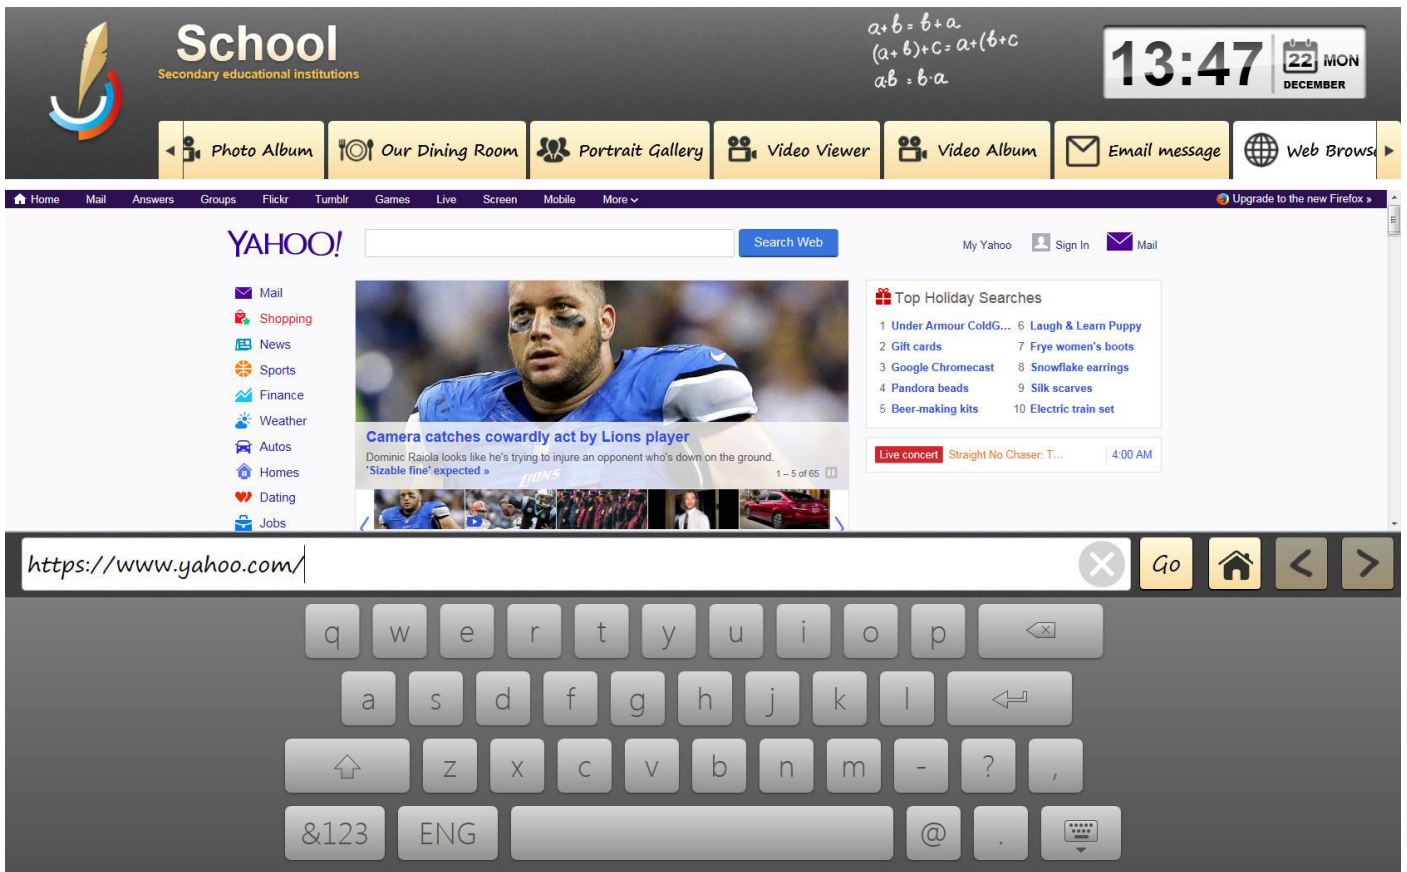 School
Secondary educational institutions
a+b=b+a
(a+b)+c=a+(b+c
a·b=b·a
13:47
22 MON
DECEMBER
Photo Album
Our Dining Room
Portrait Gallery
Video Viewer
Video Album
Email message
Web Brows
Home Mail Answers Groups Flickr Tumblr Games Live Screen Mobile More
Upgrade to the new Firefox »
YAHOO!
Search Web
My Yahoo
Sign In
Mail
Mail
Shopping
News
Sports
Finance
Weather
Autos
Homes
Dating
Jobs
Camera catches cowardly act by Lions player
Dominic Raiola looks like he's trying to injure an opponent who's down on the ground.
'Sizable fine' expected »
1 – 5 of 65
LIONS
Top Holiday Searches
1 Under Armour ColdG...
2 Gift cards
3 Google Chromecast
4 Pandora beads
5 Beer-making kits
6 Laugh & Learn Puppy
7 Frye women's boots
8 Snowflake earrings
9 Silk scarves
10 Electric train set
Live concert Straight No Chaser: T... 4:00 AM
https://www.yahoo.com/
Go
q w e r t y u i o p
a s d f g h j k l
z x c v b n m - ? ,
&123 ENG @ .